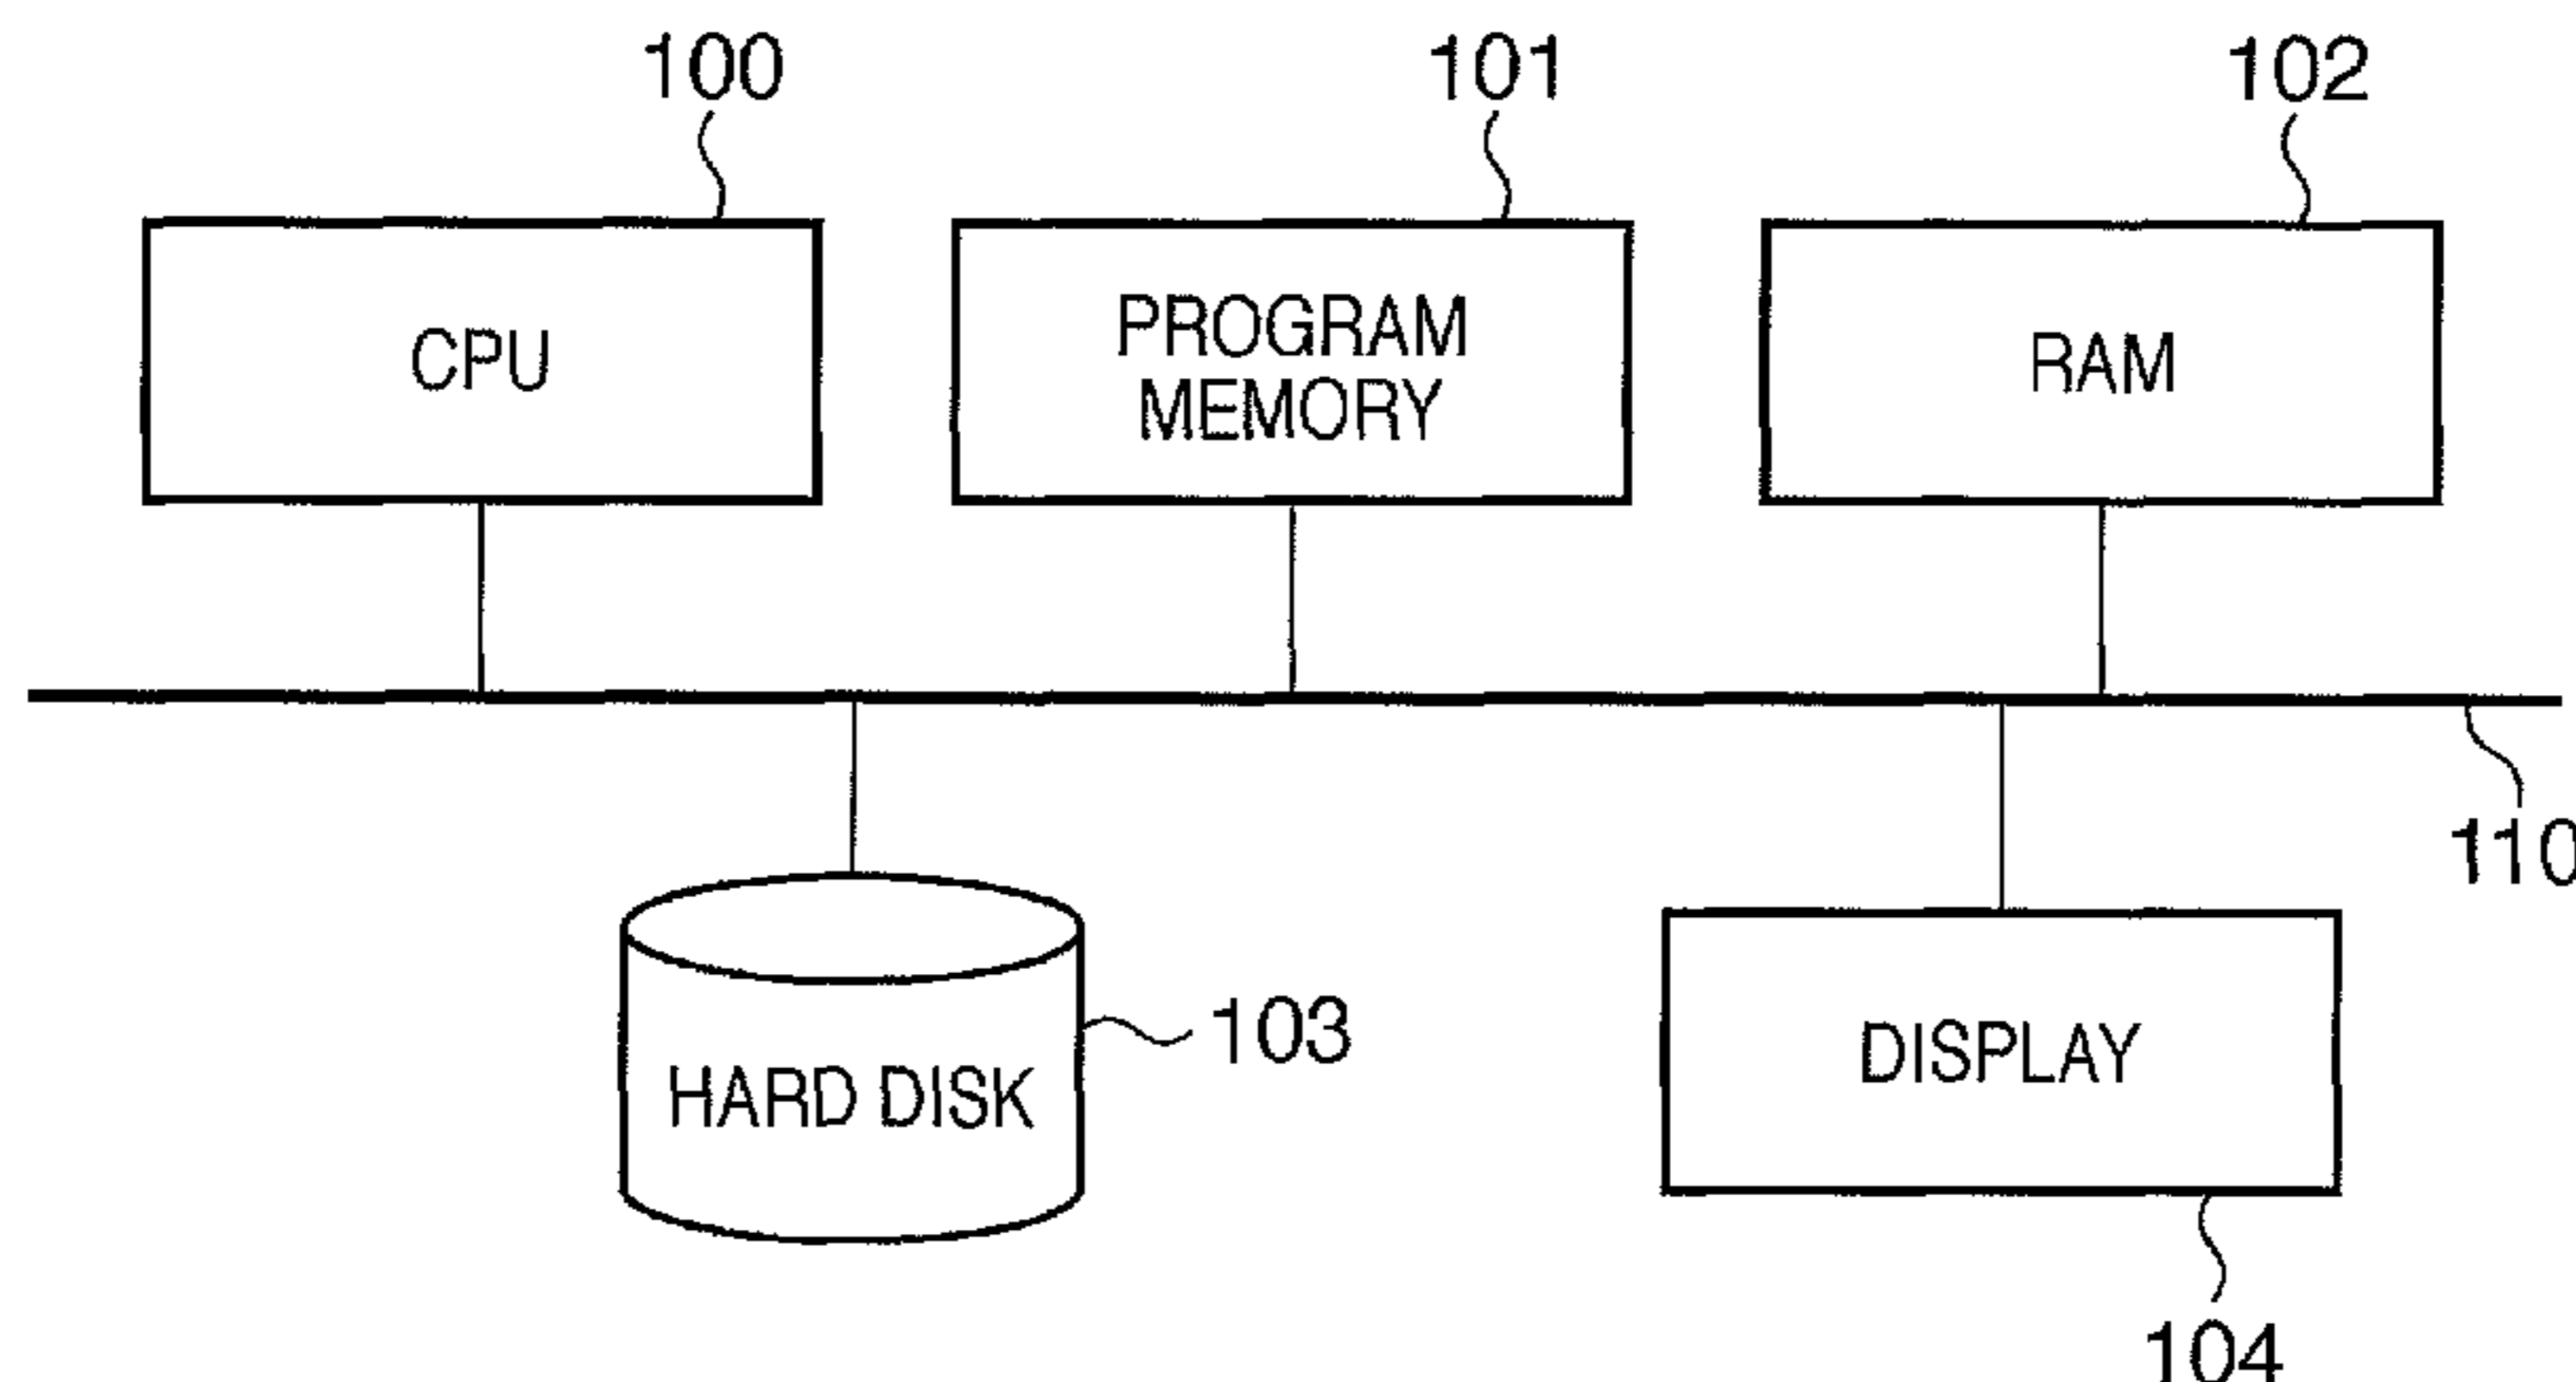 100
101
102
CPU
PROGRAM
MEMORY
RAM
110
HARD DISK
103
DISPLAY
104